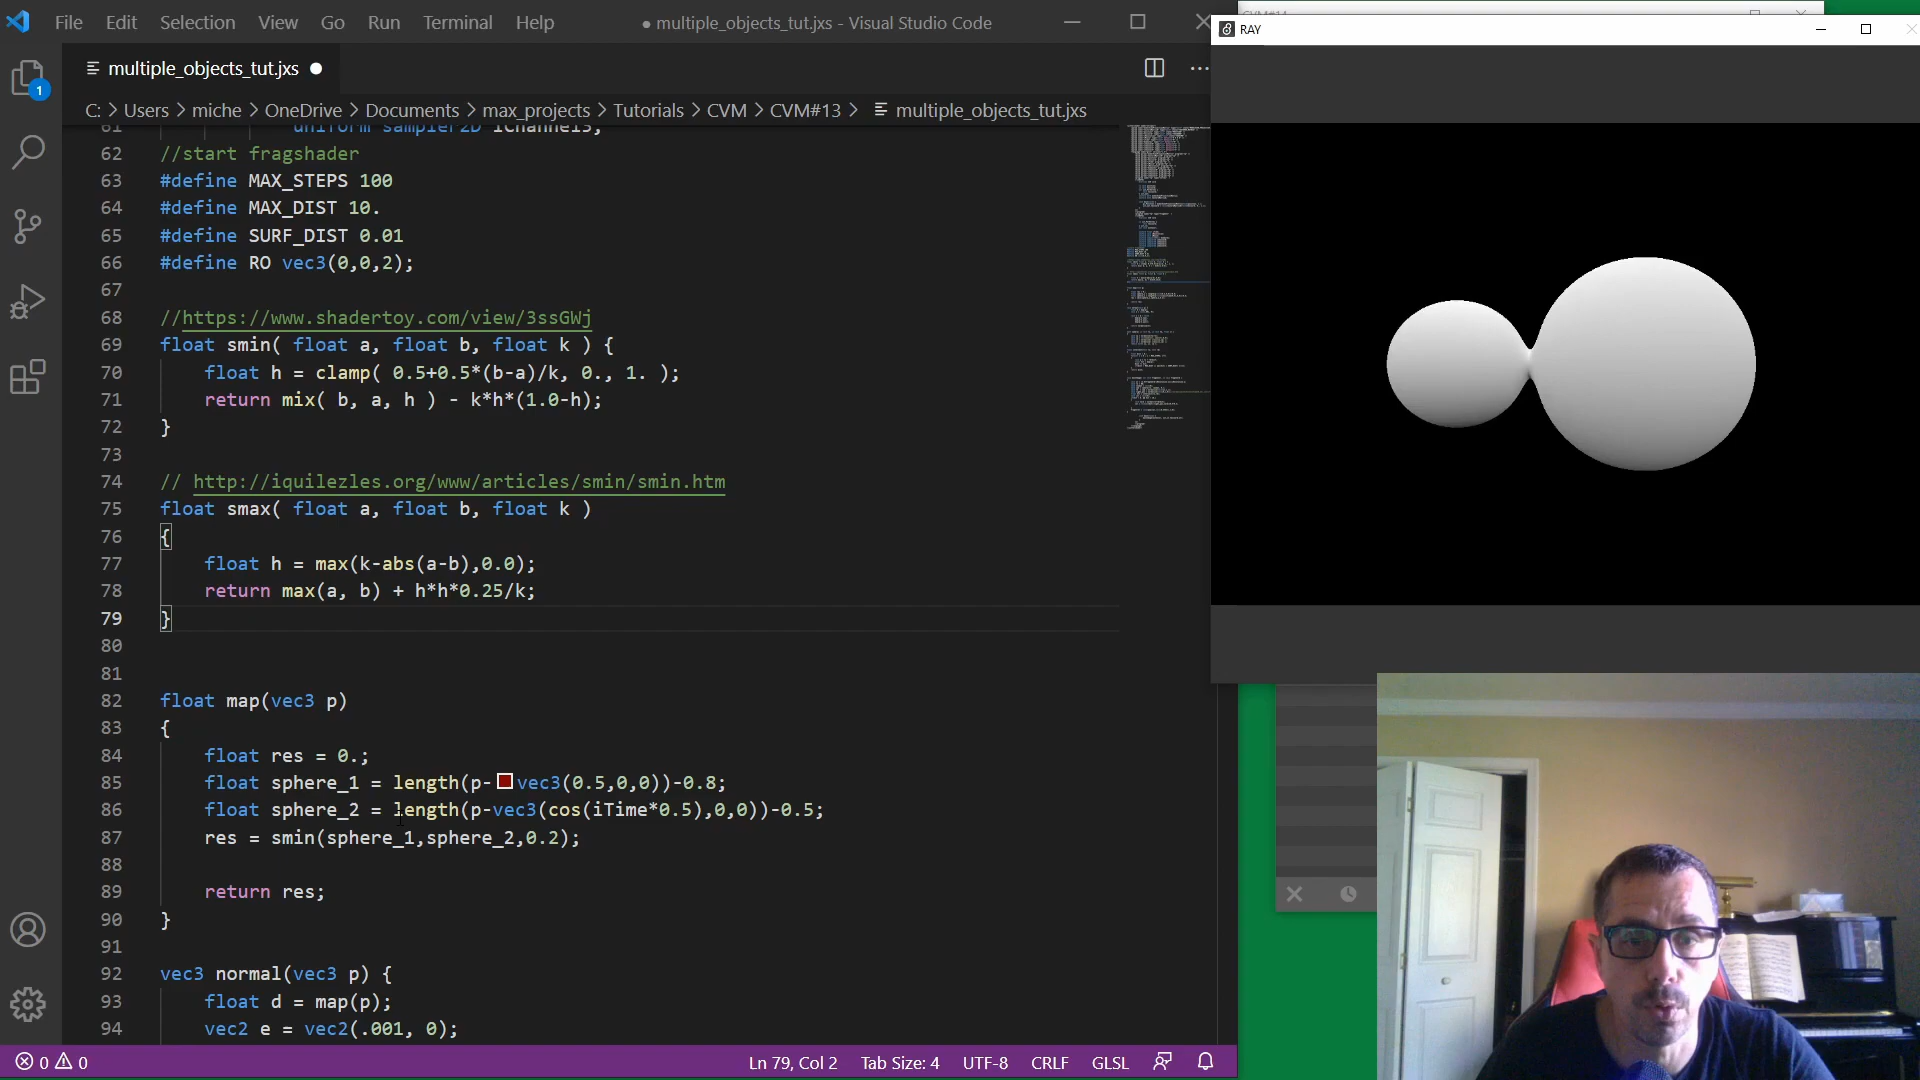 File Edit Selection View Go Run Terminal Help
● multiple_objects_tut.jxs - Visual Studio Code
RAY
multiple_objects_tut.jxs ●
1
C: > Users > miche > OneDrive > Documents > max_projects > Tutorials > CVM > CVM#13 > multiple_objects_tut.jxs
61 uniform sampler2D iChannel3;
62 //start fragshader
63 #define MAX_STEPS 100
64 #define MAX_DIST 10.
65 #define SURF_DIST 0.01
66 #define RO vec3(0,0,2);
67
68 //https://www.shadertoy.com/view/3ssGWj
69 float smin( float a, float b, float k ) {
70 float h = clamp( 0.5+0.5*(b-a)/k, 0., 1. );
71 return mix( b, a, h ) - k*h*(1.0-h);
72 }
73
74 // http://iquilezles.org/www/articles/smin/smin.htm
75 float smax( float a, float b, float k )
76 {
77 float h = max(k-abs(a-b),0.0);
78 return max(a, b) + h*h*0.25/k;
79 }
80
81
82 float map(vec3 p)
83 {
84 float res = 0.;
85 float sphere_1 = length(p-vec3(0.5,0,0))-0.8;
86 float sphere_2 = length(p-vec3(cos(iTime*0.5),0,0))-0.5;
87 res = smin(sphere_1,sphere_2,0.2);
88
89 return res;
90 }
91
92 vec3 normal(vec3 p) {
93 float d = map(p);
94 vec2 e = vec2(.001, 0);
0 0 Ln 79, Col 2 Tab Size: 4 UTF-8 CRLF GLSL